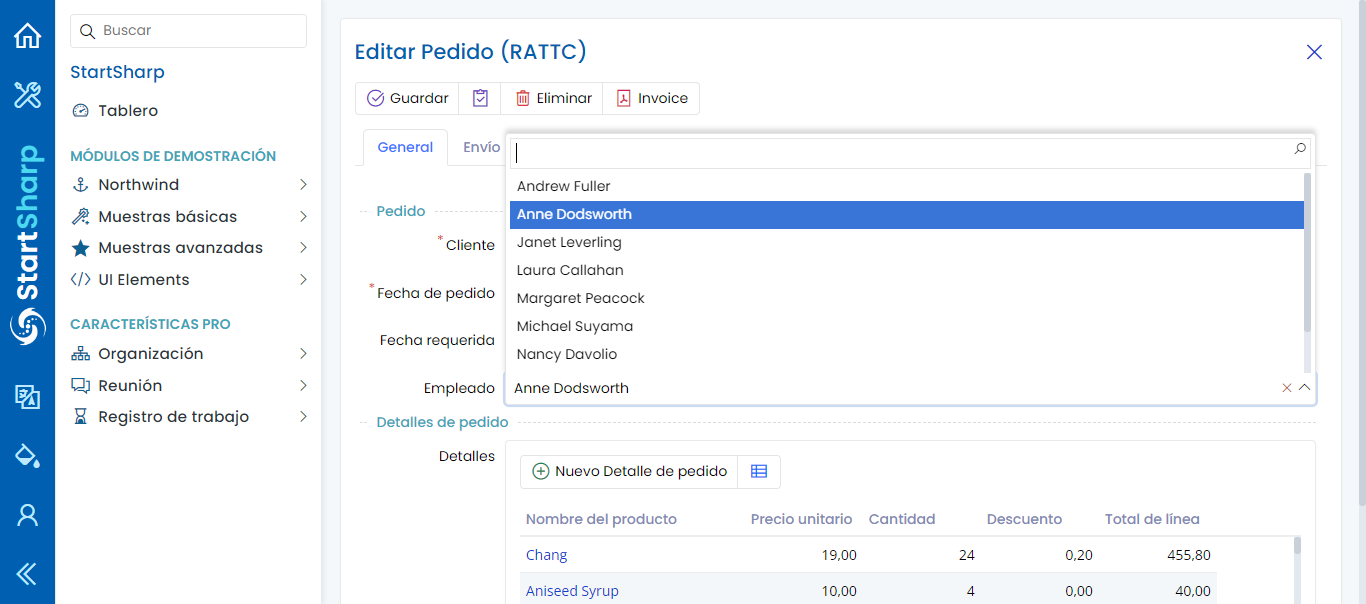 StartSharp
Buscar
StartSharp
Tablero
MÓDULOS DE DEMOSTRACIÓN
Northwind
Muestras básicas
Muestras avanzadas
UI Elements
CARACTERÍSTICAS PRO
Organización
Reunión
Registro de trabajo
Editar Pedido (RATTC)
Guardar Eliminar Invoice
General Envío
Andrew Fuller
Anne Dodsworth
Janet Leverling
Laura Callahan
Margaret Peacock
Michael Suyama
Nancy Davolio
Pedido
* Cliente
* Fecha de pedido
Fecha requerida
Empleado Anne Dodsworth
Detalles de pedido
Detalles
Nuevo Detalle de pedido
Nombre del producto Precio unitario Cantidad Descuento Total de línea
Chang 19,00 24 0,20 455,80
Aniseed Syrup 10,00 4 0,00 40,00